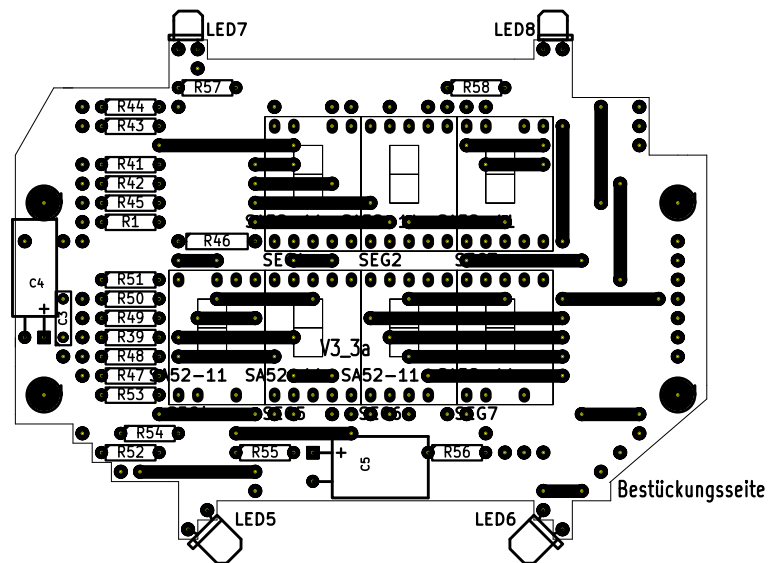 LED7
LED8
R57
R58
R44
R43
R41
R42
R45
R1
R46
SEG2
C4
R51
R50
+
C3
R49
R39
V3_3a
R48
R47
SA52-11
SA52-11
R53
SEG7
R54
R52
R55
+
C5
R56
Bestückungsseite
LED5
LED6